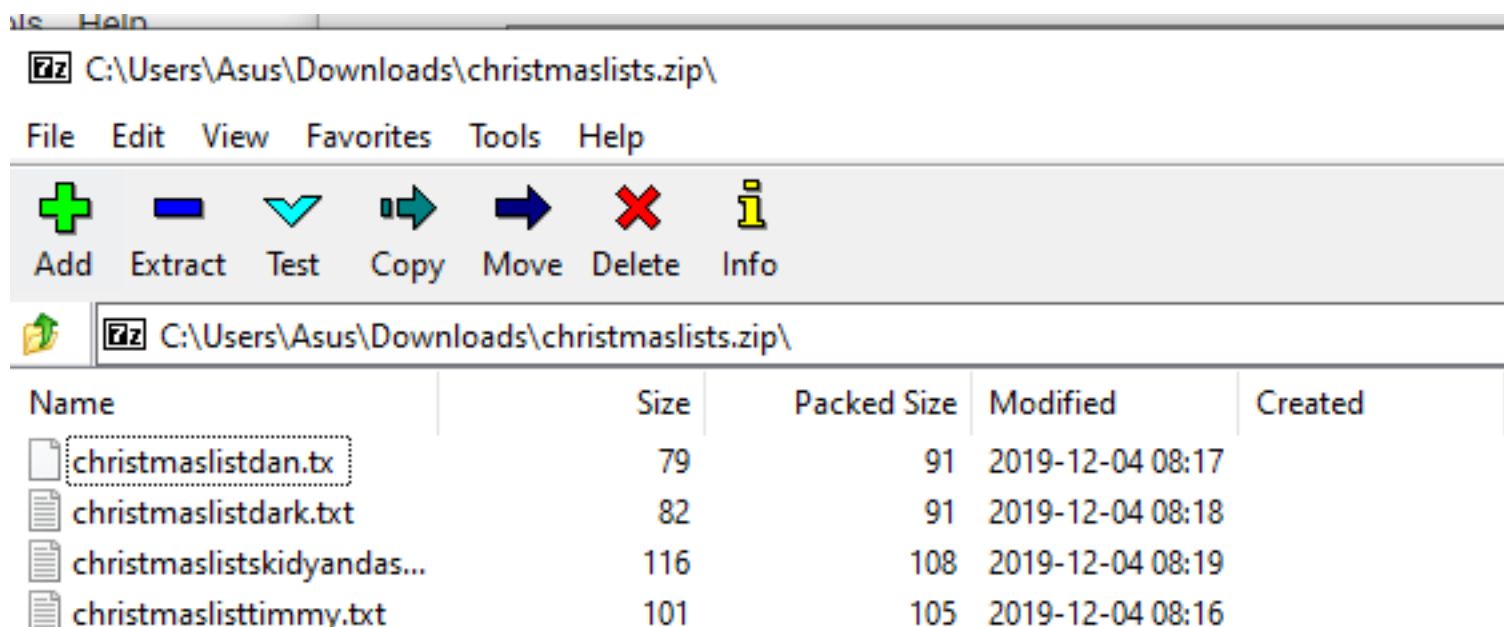 ols Help
C:\Users\Asus\Downloads\christmaslists.zip\
File Edit View Favorites Tools Help
Add Extract Test Copy Move Delete Info
C:\Users\Asus\Downloads\christmaslists.zip\
Name Size Packed Size Modified Created
christmaslistdan.tx 79 91 2019-12-04 08:17
christmaslistdark.txt 82 91 2019-12-04 08:18
christmaslistskidyandas... 116 108 2019-12-04 08:19
christmaslisttimmy.txt 101 105 2019-12-04 08:16